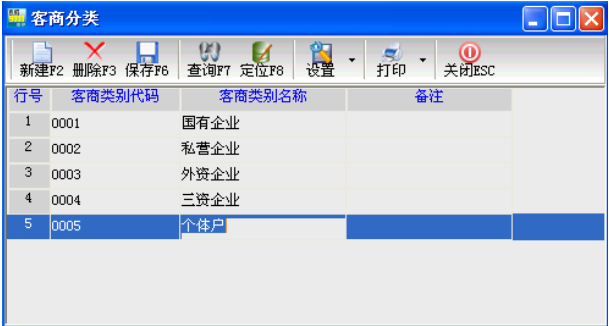 客商分类
新建F2 删除F3 保存F6 查询F7 定位F8 设置 打印 关闭ESC
行号 客商类别代码 客商类别名称 备注
1 0001 国有企业
2 0002 私营企业
3 0003 外资企业
4 0004 三资企业
5 0005 个体户